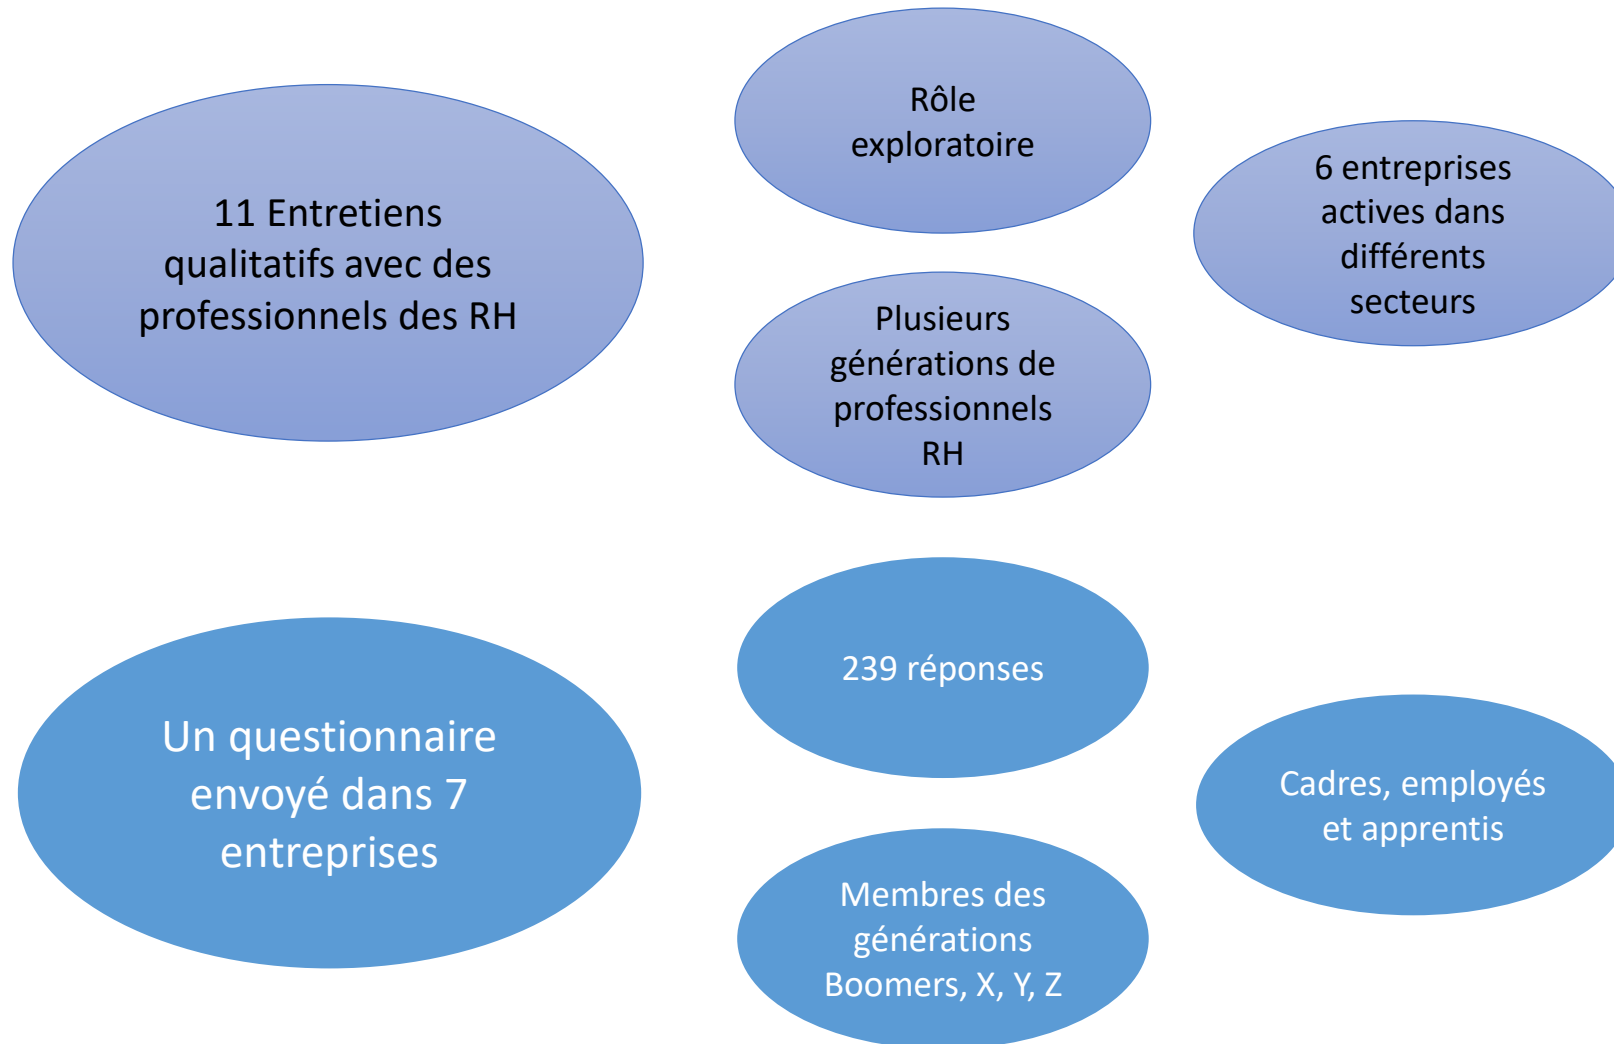 11 Entretiens
qualitatifs avec des
professionnels des RH
Rôle
exploratoire
Plusieurs
générations de
professionnels
RH
6 entreprises
actives dans
différents
secteurs
Un questionnaire
envoyé dans 7
entreprises
239 réponses
Membres des
générations
Boomers, X, Y, Z
Cadres, employés
et apprentis